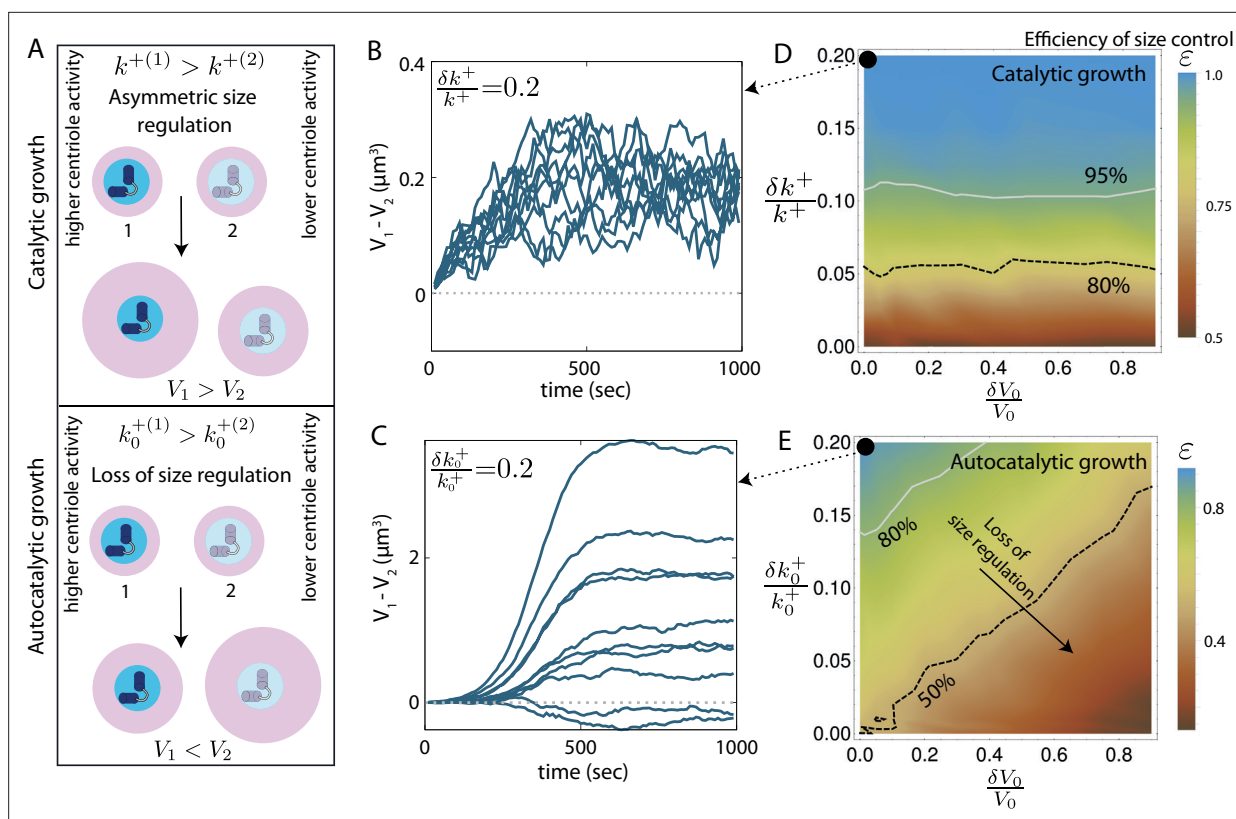 A
Catalytic growth
higher centriole activity
lower centriole activity
k⁺⁽¹⁾ > k⁺⁽²⁾
Asymmetric size
regulation
1
2
V₁ > V₂
Autocatalytic growth
higher centriole activity
lower centriole activity
k₀⁺⁽¹⁾ > k₀⁺⁽²⁾
Loss of size regulation
1
2
V₁ < V₂
B
δk⁺/k⁺ =0.2
V₁ - V₂ (μm³)
0.4
0.2
0
0
500
1000
time (sec)
C
δk₀⁺/k₀⁺ =0.2
V₁ - V₂ (μm³)
2
0
0
500
1000
time (sec)
Efficiency of size control
D
Catalytic growth
δk⁺/k⁺
0.20
0.15
0.10
0.05
0.00
95%
80%
0.0
0.2
0.4
0.6
0.8
δV₀/V₀
ε
1.0
0.75
0.5
E
Autocatalytic growth
δk₀⁺/k₀⁺
0.20
0.15
0.10
0.05
0.00
80%
Loss of
size regulation
50%
0.0
0.2
0.4
0.6
0.8
δV₀/V₀
ε
0.8
0.4